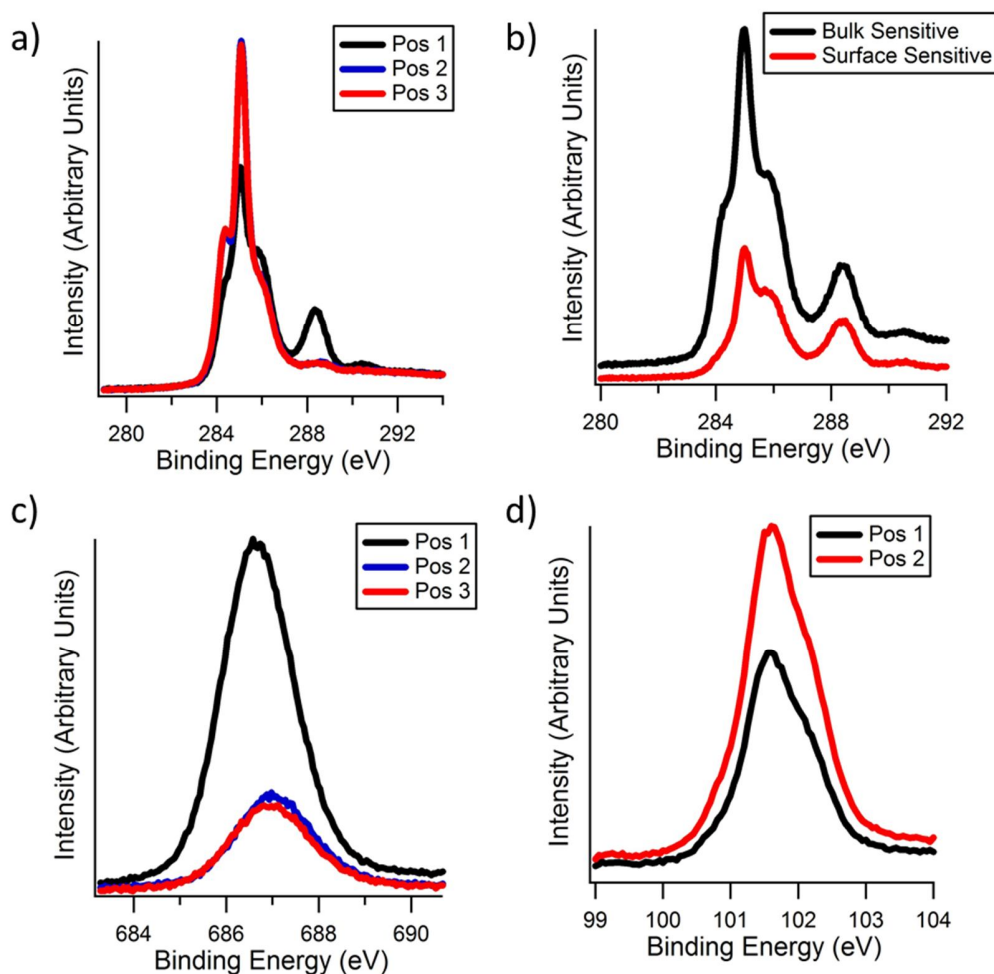 a)
Pos 1
Pos 2
Pos 3
Intensity (Arbitrary Units)
280
284
288
292
Binding Energy (eV)
b)
Bulk Sensitive
Surface Sensitive
Intensity (Arbitrary Units)
280
284
288
292
Binding Energy (eV)
c)
Pos 1
Pos 2
Pos 3
Intensity (Arbitrary Units)
684
686
688
690
Binding Energy (eV)
d)
Pos 1
Pos 2
Intensity (Arbitrary Units)
99
100
101
102
103
104
Binding Energy (eV)